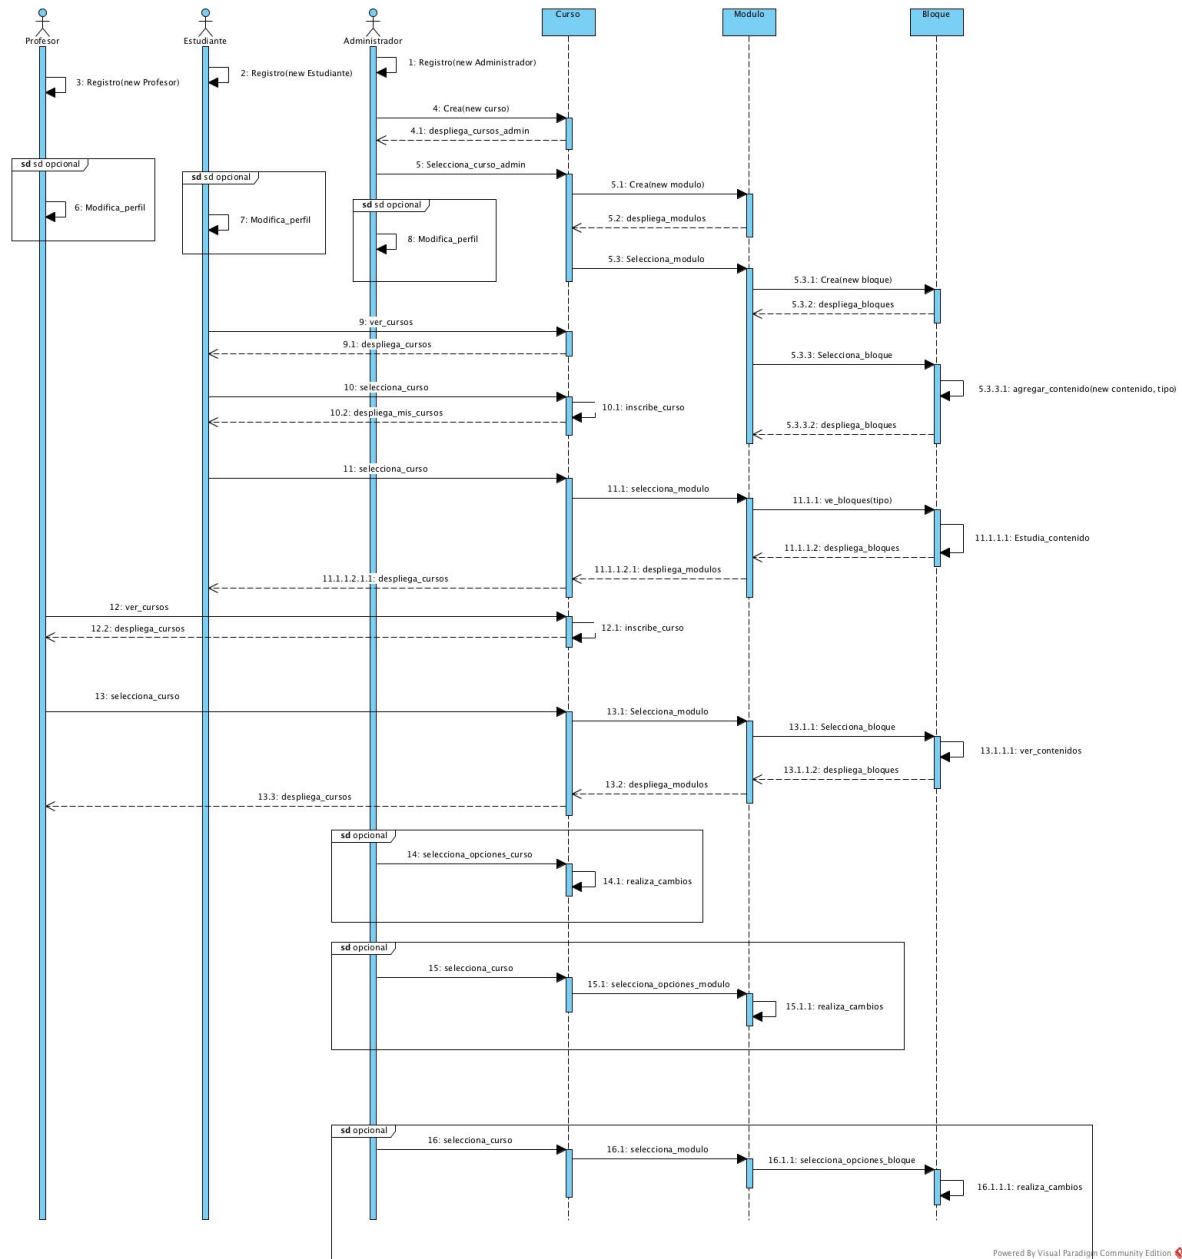 Curso
Modulo
Bloque
Profesor
Estudiante
Administrador
1: Registro(new Administrador)
2: Registro(new Estudiante)
3: Registro(new Profesor)
4: Crea(new curso)
4.1: despliega_cursos_admin
sd sd opcional
5: Selecciona_curso_admin
sd sd opcional
5.1: Crea(new modulo)
sd sd opcional
6: Modifica_perfil
7: Modifica_perfil
5.2: despliega_modulos
8: Modifica_perfil
5.3: Selecciona_modulo
5.3.1: Crea(new bloque)
5.3.2: despliega_bloques
9: ver_cursos
9.1: despliega_cursos
5.3.3: Selecciona_bloque
10: selecciona_curso
5.3.3.1: agregar_contenido(new contenido, tipo)
10.1: inscribe_curso
10.2: despliega_mis_cursos
5.3.3.2: despliega_bloques
11: selecciona_curso
11.1: selecciona_modulo
11.1.1: ve_bloques(tipo)
11.1.1.1: Estudia_contenido
11.1.1.2: despliega_bloques
11.1.1.2.1: despliega_modulos
11.1.1.2.1.1: despliega_cursos
12: ver_cursos
12.2: despliega_cursos
12.1: inscribe_curso
13: selecciona_curso
13.1: Selecciona_modulo
13.1.1: Selecciona_bloque
13.1.1.1: ver_contenidos
13.1.1.2: despliega_bloques
13.2: despliega_modulos
13.3: despliega_cursos
sd opcional
14: selecciona_opciones_curso
14.1: realiza_cambios
sd opcional
15: selecciona_curso
15.1: selecciona_opciones_modulo
15.1.1: realiza_cambios
sd opcional
16: selecciona_curso
16.1: selecciona_modulo
16.1.1: selecciona_opciones_bloque
16.1.1.1: realiza_cambios
Powered By Visual Paradigm Community Edition